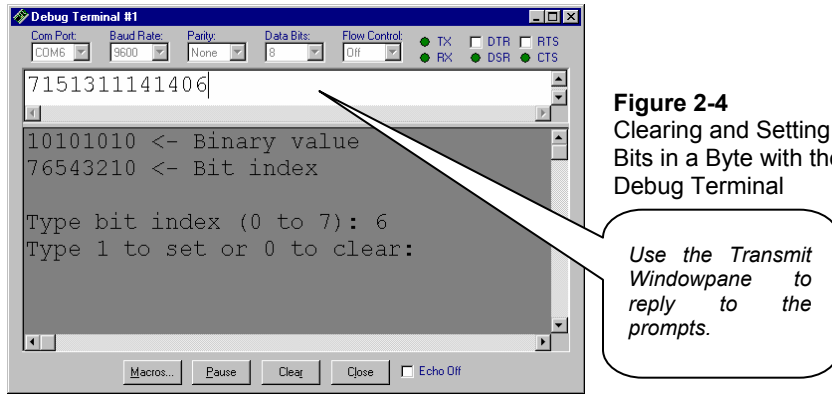 Debug Terminal #1
Com Port: Baud Rate: Parity: Data Bits: Flow Control:
COM6 9600 None 8 Off
TX DTR RTS
RX DSR CTS
7151311141406
10101010 <- Binary value
76543210 <- Bit index
Type bit index (0 to 7): 6
Type 1 to set or 0 to clear:
Macros... Pause Clear Close Echo Off
Figure 2-4
Clearing and Setting
Bits in a Byte with the
Debug Terminal
Use the Transmit
Windowpane to
reply to the
prompts.